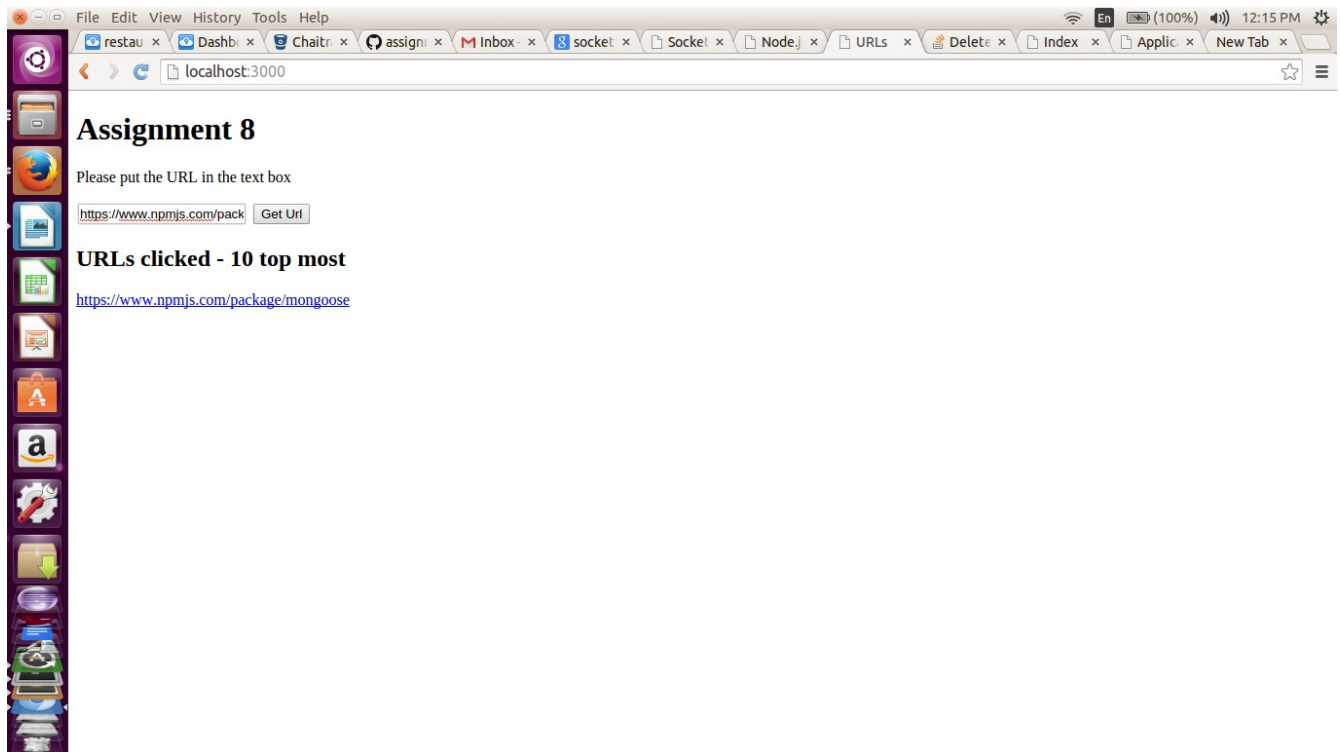 File Edit View History Tools Help En (100%) 12:15 PM
restau Dashb Chaitra assign Inbox - socket Socket Node.j URLs Delete Index Applica New Tab
localhost:3000
Assignment 8
Please put the URL in the text box
https://www.npmjs.com/pack Get Url
URLs clicked - 10 top most
https://www.npmjs.com/package/mongoose
a